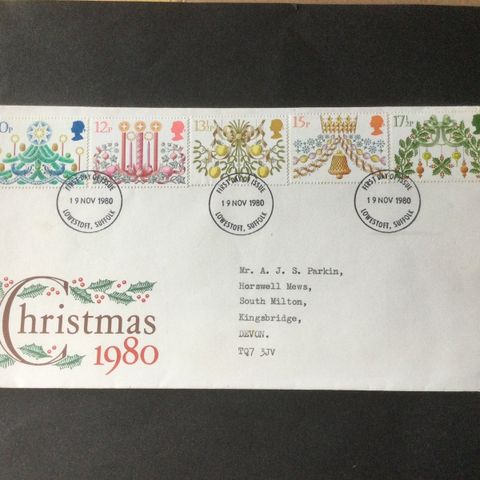 0p 12p 13½p 15p 17½p
FIRST DAY OF ISSUE
19 NOV 1980
LOWESTOFT, SUFFOLK
FIRST DAY OF ISSUE
19 NOV 1980
LOWESTOFT, SUFFOLK
FIRST DAY OF ISSUE
19 NOV 1980
LOWESTOFT, SUFFOLK
Mr. A. J. S. Parkin,
Horswell Mews,
South Milton,
Kingsbridge,
DEVON.
TQ7 3JV
Christmas
1980